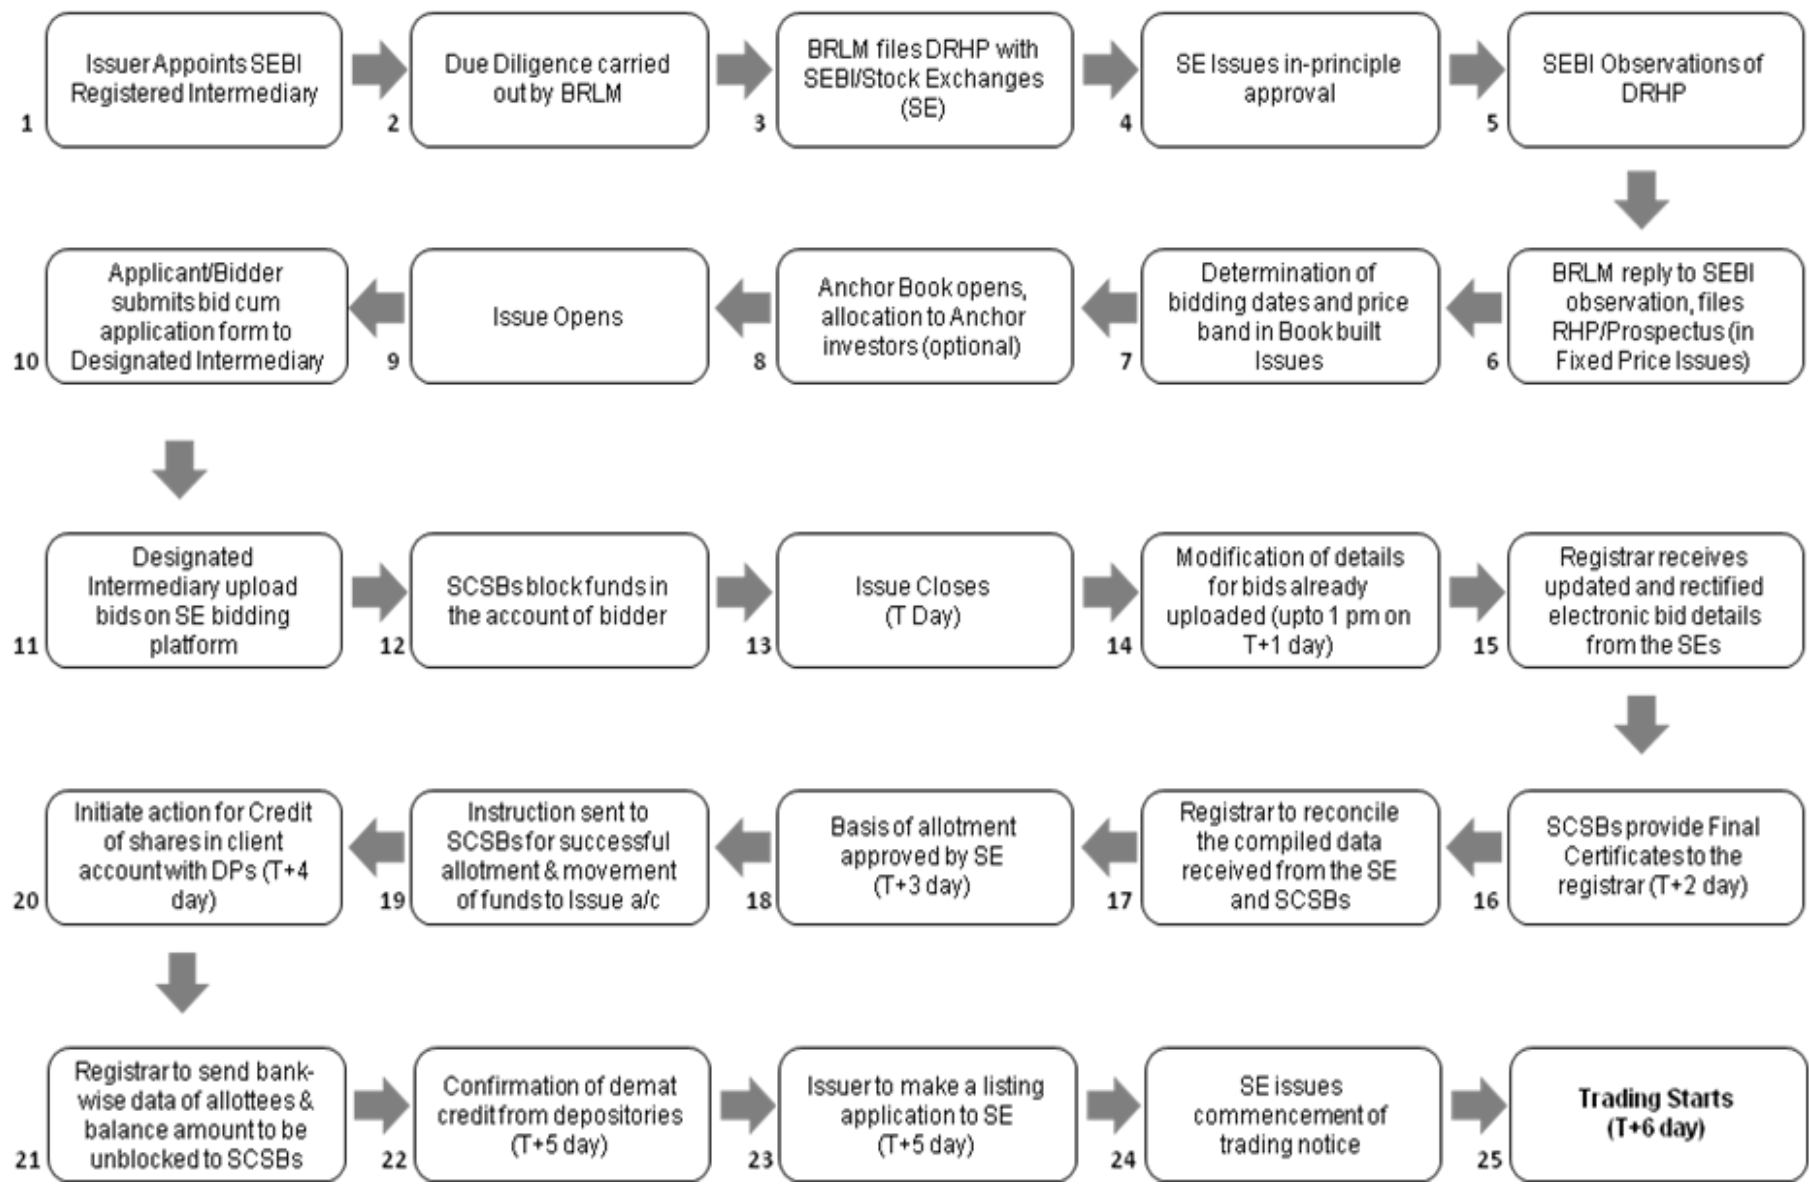 Issuer Appoints SEBI
Registered Intermediary
1
Due Diligence carried
out by BRLM
2
BRLM files DRHP with
SEBI/Stock Exchanges
(SE)
3
SE Issues in-principle
approval
4
SEBI Observations of
DRHP
5
BRLM reply to SEBI
observation, files
RHP/Prospectus (in
Fixed Price Issues)
6
Determination of
bidding dates and price
band in Book built
Issues
7
Anchor Book opens,
allocation to Anchor
investors (optional)
8
Issue Opens
9
Applicant/Bidder
submits bid cum
application form to
Designated Intermediary
10
Designated
Intermediary upload
bids on SE bidding
platform
11
SCSBs block funds in
the account of bidder
12
Issue Closes
(T Day)
13
Modification of details
for bids already
uploaded (upto 1 pm on
T+1 day)
14
Registrar receives
updated and rectified
electronic bid details
from the SEs
15
SCSBs provide Final
Certificates to the
registrar (T+2 day)
16
Registrar to reconcile
the compiled data
received from the SE
and SCSBs
17
Basis of allotment
approved by SE
(T+3 day)
18
Instruction sent to
SCSBs for successful
allotment & movement
of funds to Issue a/c
19
Initiate action for Credit
of shares in client
account with DPs (T+4
day)
20
Registrar to send bank-
wise data of allottees &
balance amount to be
unblocked to SCSBs
21
Confirmation of demat
credit from depositories
(T+5 day)
22
Issuer to make a listing
application to SE
(T+5 day)
23
SE issues
commencement of
trading notice
24
Trading Starts
(T+6 day)
25